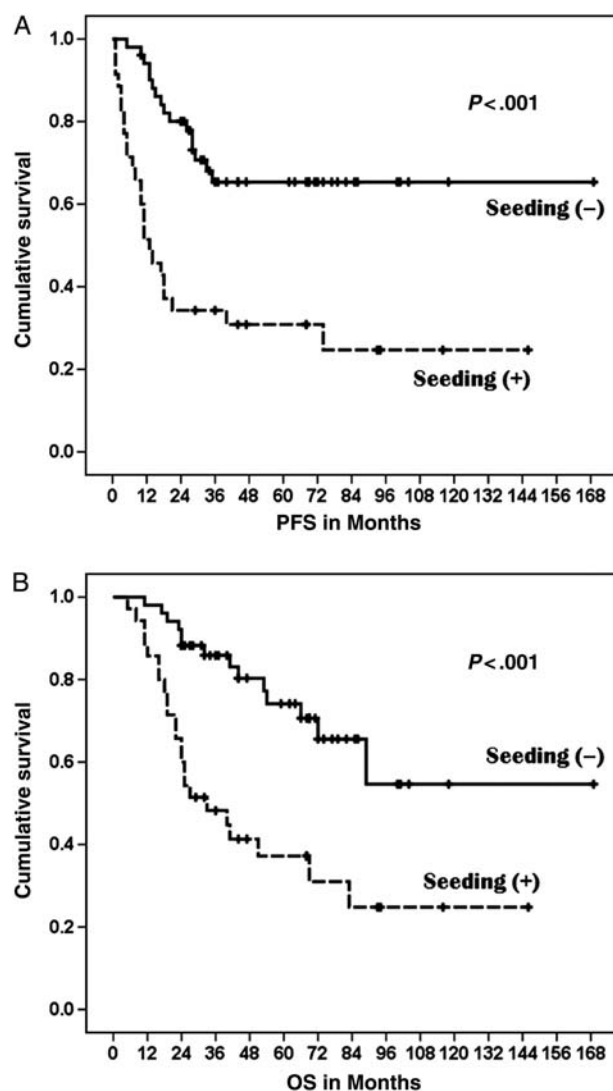 A
1.0
P < .001
0.8
0.6
Seeding (–)
Cumulative survival
0.4
0.2
Seeding (+)
0.0
0 12 24 36 48 60 72 84 96 108 120 132 144 156 168
PFS in Months
B
1.0
P < .001
0.8
0.6
Seeding (–)
Cumulative survival
0.4
Seeding (+)
0.2
0.0
0 12 24 36 48 60 72 84 96 108 120 132 144 156 168
OS in Months